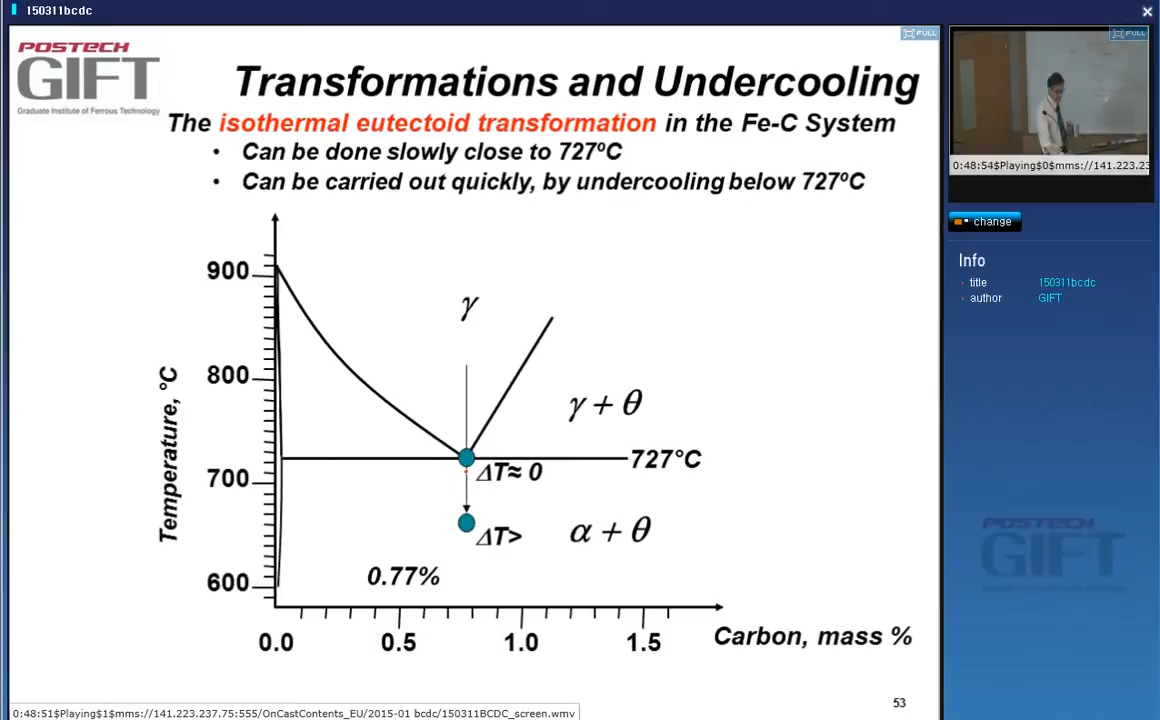 150311bcdc
POSTECH
GIFT
Graduate Institute of Ferrous Technology
Transformations and Undercooling
The isothermal eutectoid transformation in the Fe-C System
• Can be done slowly close to 727ºC
• Can be carried out quickly, by undercooling below 727ºC
Temperature, °C
900
800
700
600
γ
γ + θ
727°C
ΔT≈ 0
ΔT>
α + θ
0.77%
0.0
0.5
1.0
1.5
Carbon, mass %
53
0:48:51$Playing$1$mms://141.223.237.75:555/OnCastContents_EU/2015-01 bcdc/150311BCDC_screen.wmv
FULL
FULL
0:48:54$Playing$0$mms://141.223.23
change
Info
title 150311bcdc
author GIFT
POSTECH
GIFT